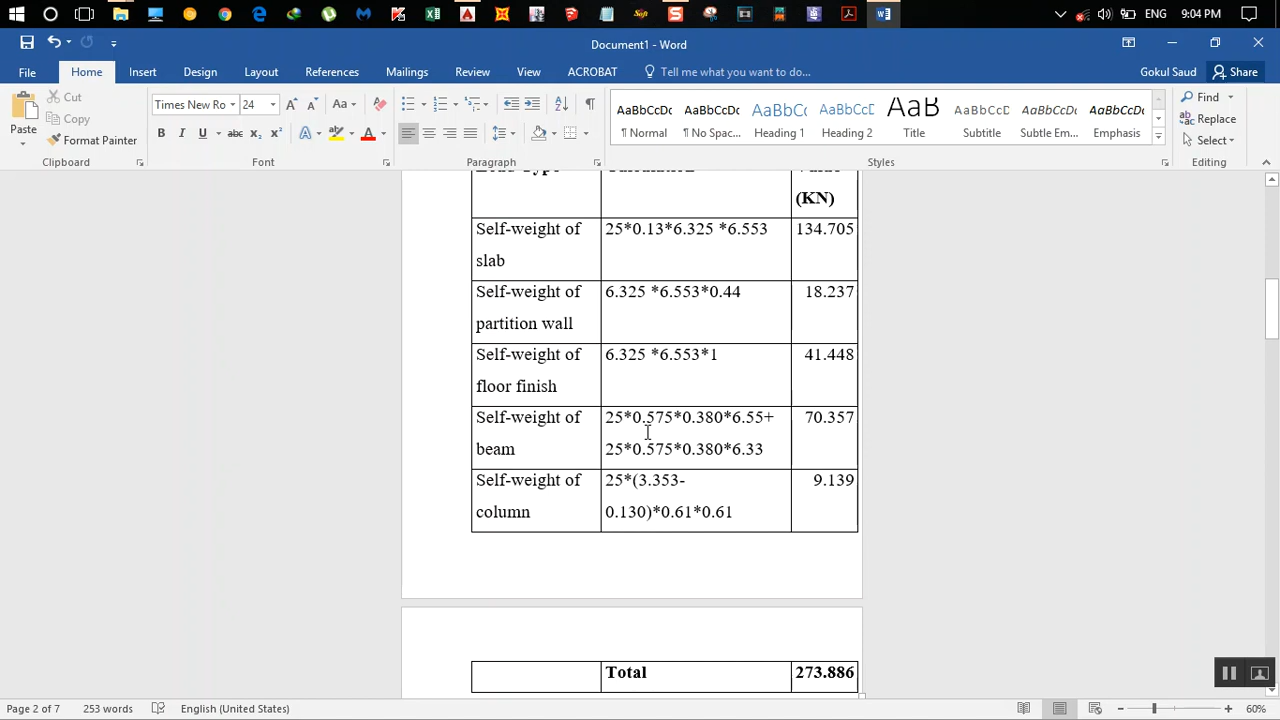 ENG 9:04 PM
Document1 - Word
File Home Insert Design Layout References Mailings Review View ACROBAT Tell me what you want to do... Gokul Saud Share
Paste
Cut
Copy
Format Painter
Clipboard
Times New Ro 24
Font
Paragraph
AaBbCcDc AaBbCcDc AaBbCc AaBbCcD AaB AaBbCcD AaBbCcDc AaBbCcDc
¶ Normal ¶ No Spac... Heading 1 Heading 2 Title Subtitle Subtle Em... Emphasis
Styles
Find
Replace
Select
Editing
(KN)
Self-weight of slab
25*0.13*6.325 *6.553
134.705
Self-weight of partition wall
6.325 *6.553*0.44
18.237
Self-weight of floor finish
6.325 *6.553*1
41.448
Self-weight of beam
25*0.575*0.380*6.55+
25*0.575*0.380*6.33
70.357
Self-weight of column
25*(3.353-
0.130)*0.61*0.61
9.139
Total
273.886
Page 2 of 7 253 words English (United States) 60%